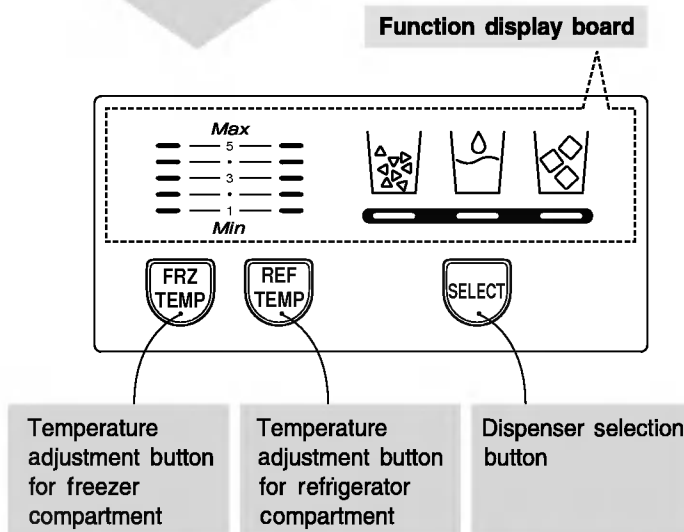 Function display board
Max
5
•
3
•
1
Min
FRZ
TEMP
REF
TEMP
SELECT
Temperature
adjustment button
for freezer
compartment
Temperature
adjustment button
for refrigerator
compartment
Dispenser selection
button